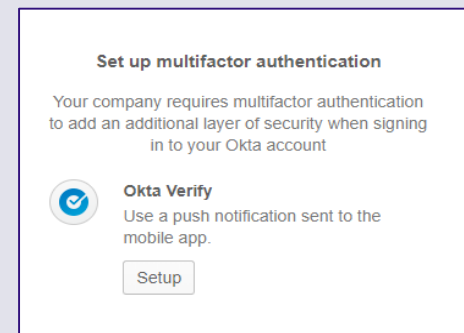 Set up multifactor authentication
Your company requires multifactor authentication
to add an additional layer of security when signing
in to your Okta account
Okta Verify
Use a push notification sent to the
mobile app.
Setup